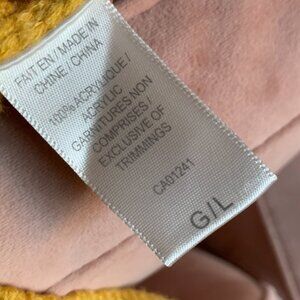 FAIT EN / MADE IN
CHINE / CHINA
100% ACRYLIQUE /
ACRYLIC
GARNITURES NON
COMPRISES /
EXCLUSIVE OF
TRIMMINGS
CA01241
G/L